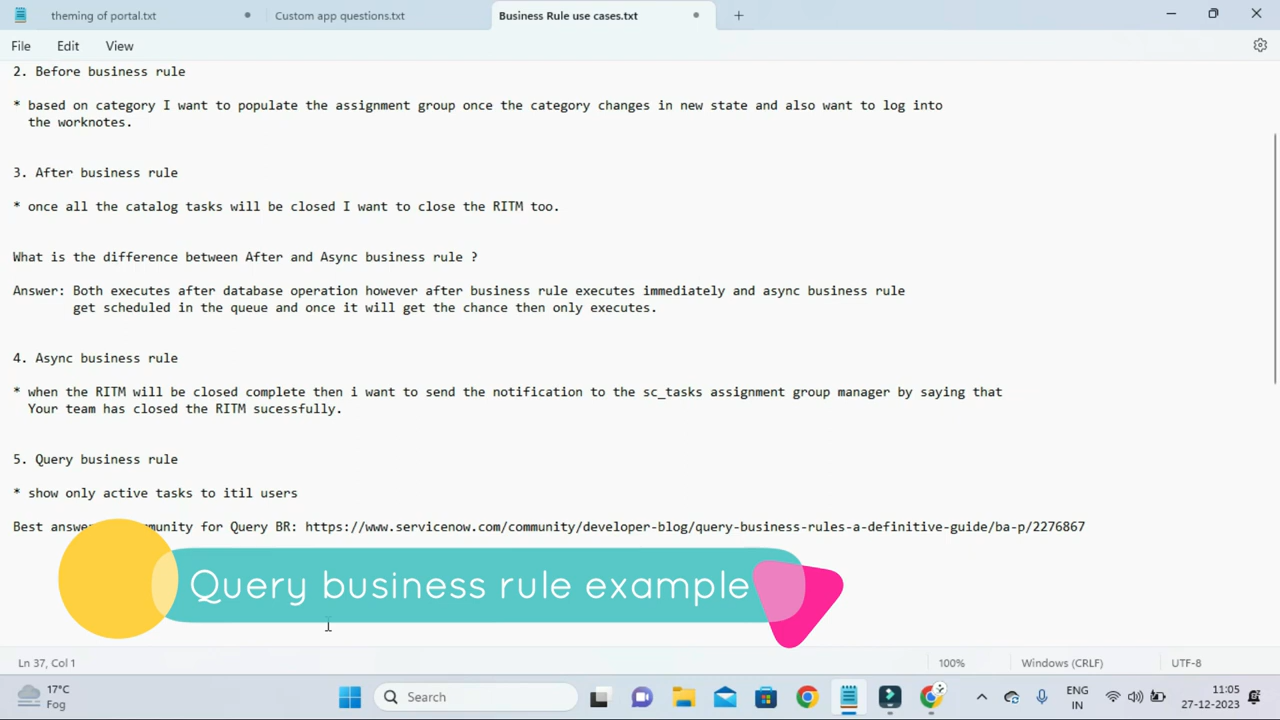 theming of portal.txt
Custom app questions.txt
Business Rule use cases.txt
File Edit View
2. Before business rule
* based on category I want to populate the assignment group once the category changes in new state and also want to log into
the worknotes.
3. After business rule
* once all the catalog tasks will be closed I want to close the RITM too.
What is the difference between After and Async business rule ?
Answer: Both executes after database operation however after business rule executes immediately and async business rule
get scheduled in the queue and once it will get the chance then only executes.
4. Async business rule
* when the RITM will be closed complete then i want to send the notification to the sc_tasks assignment group manager by saying that
Your team has closed the RITM sucessfully.
5. Query business rule
* show only active tasks to itil users
Best for Query BR: https://www.servicenow.com/community/developer-blog/query-business-rules-a-definitive-guide/ba-p/2276867
Query business rule example
Ln 37, Col 1 100% Windows (CRLF) UTF-8
17°C
Fog
Search
ENG
IN
11:05
27-12-2023